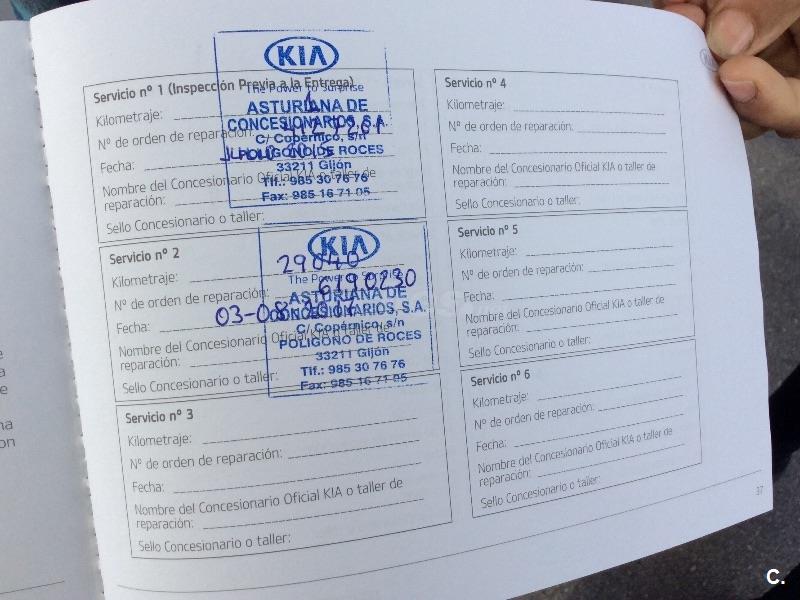 Servicio nº 1 (Inspección Previa a la Entrega)
Kilometraje:
Nº de orden de reparación:
Fecha:
Nombre del Concesionario Oficial KIA o taller de
reparación:
Sello Concesionario o taller:
KIA
The Power to Surprise
ASTURIANA DE
CONCESIONARIOS, S.A.
C/ Copérnico, s/n
POLIGONO DE ROCES
33211 Gijón
Tlf.: 985 30 76 76
Fax: 985 16 71 05
Servicio nº 2
Kilometraje: 29040
Nº de orden de reparación: 6190230
Fecha: 03-08-
Nombre del Concesionario Oficial KIA o taller de
reparación:
Sello Concesionario o taller:
KIA
The Power to Surprise
ASTURIANA DE
CONCESIONARIOS, S.A.
C/ Copérnico, s/n
POLIGONO DE ROCES
33211 Gijón
Tlf.: 985 30 76 76
Fax: 985 16 71 05
Servicio nº 3
Kilometraje:
Nº de orden de reparación:
Fecha:
Nombre del Concesionario Oficial KIA o taller de
reparación:
Sello Concesionario o taller:
Servicio nº 4
Kilometraje:
Nº de orden de reparación:
Fecha:
Nombre del Concesionario Oficial KIA o taller de
reparación:
Sello Concesionario o taller:
Servicio nº 5
Kilometraje:
Nº de orden de reparación:
Fecha:
Nombre del Concesionario Oficial KIA o taller de
reparación:
Sello Concesionario o taller:
Servicio nº 6
Kilometraje:
Nº de orden de reparación:
Fecha:
Nombre del Concesionario Oficial KIA o taller de
reparación:
Sello Concesionario o taller:
37
C.